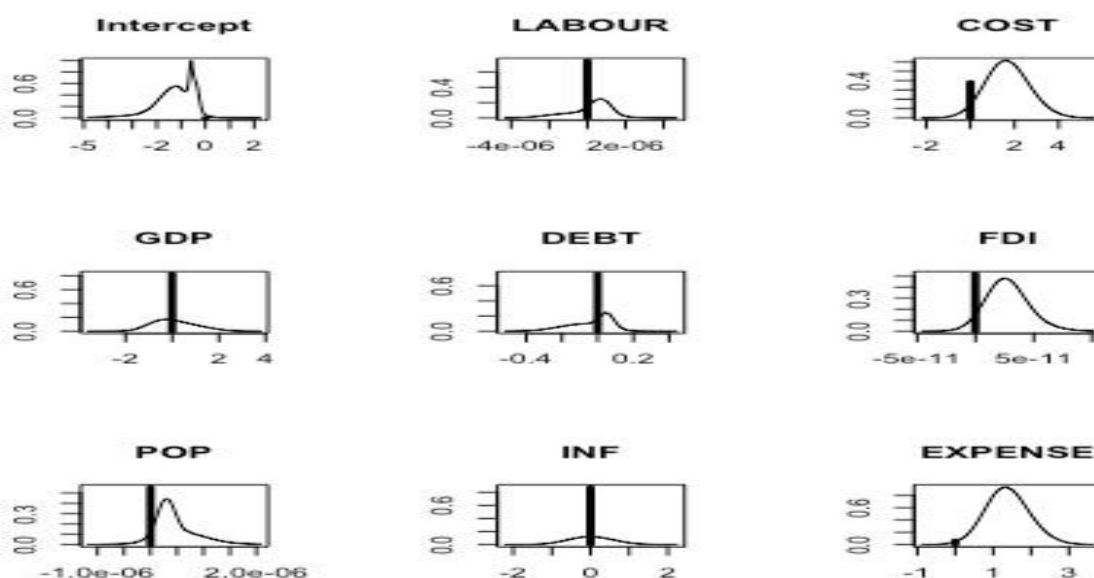 Intercept LABOUR COST
0.0 0.6 0.0 0.4 0.0 0.4
-5 -2 0 2 -4e-06 2e-06 -2 2 4
GDP DEBT FDI
0.0 0.6 0.0 0.6 0.0 0.3
-2 2 4 -0.4 0.2 -5e-11 5e-11
POP INF EXPENSE
0.0 0.3 0.0 0.6 0.0 0.6
-1.0e-06 2.0e-06 -2 0 2 -1 1 3